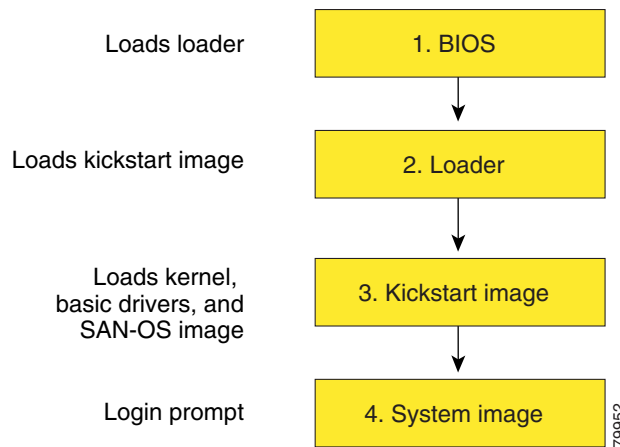 Loads loader
1. BIOS
Loads kickstart image
2. Loader
Loads kernel,
basic drivers, and
SAN-OS image
3. Kickstart image
Login prompt
4. System image
79952